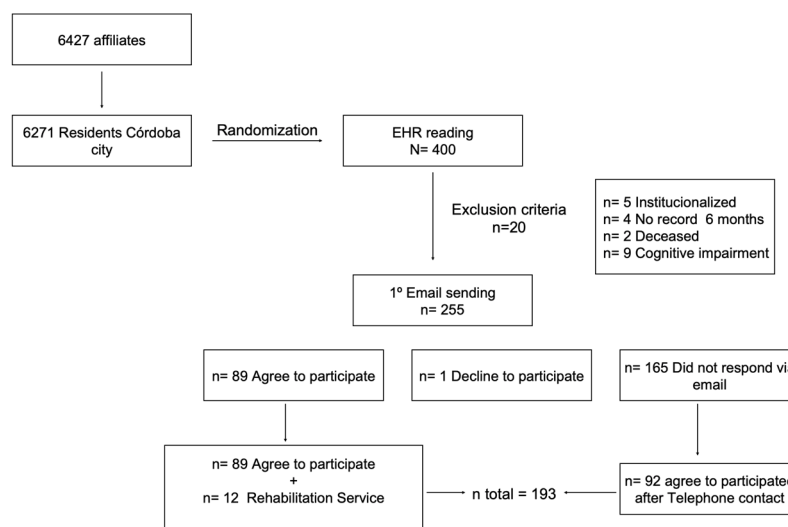 6427 affiliates
6271 Residents Córdoba
city
Randomization
EHR reading
N= 400
Exclusion criteria
n=20
n= 5 Institucionalized
n= 4 No record 6 months
n= 2 Deceased
n= 9 Cognitive impairment
1º Email sending
n= 255
n= 89 Agree to participate
n= 1 Decline to participate
n= 165 Did not respond via
email
n= 89 Agree to participate
+
n= 12 Rehabilitation Service
n total = 193
n= 92 agree to participated
after Telephone contact